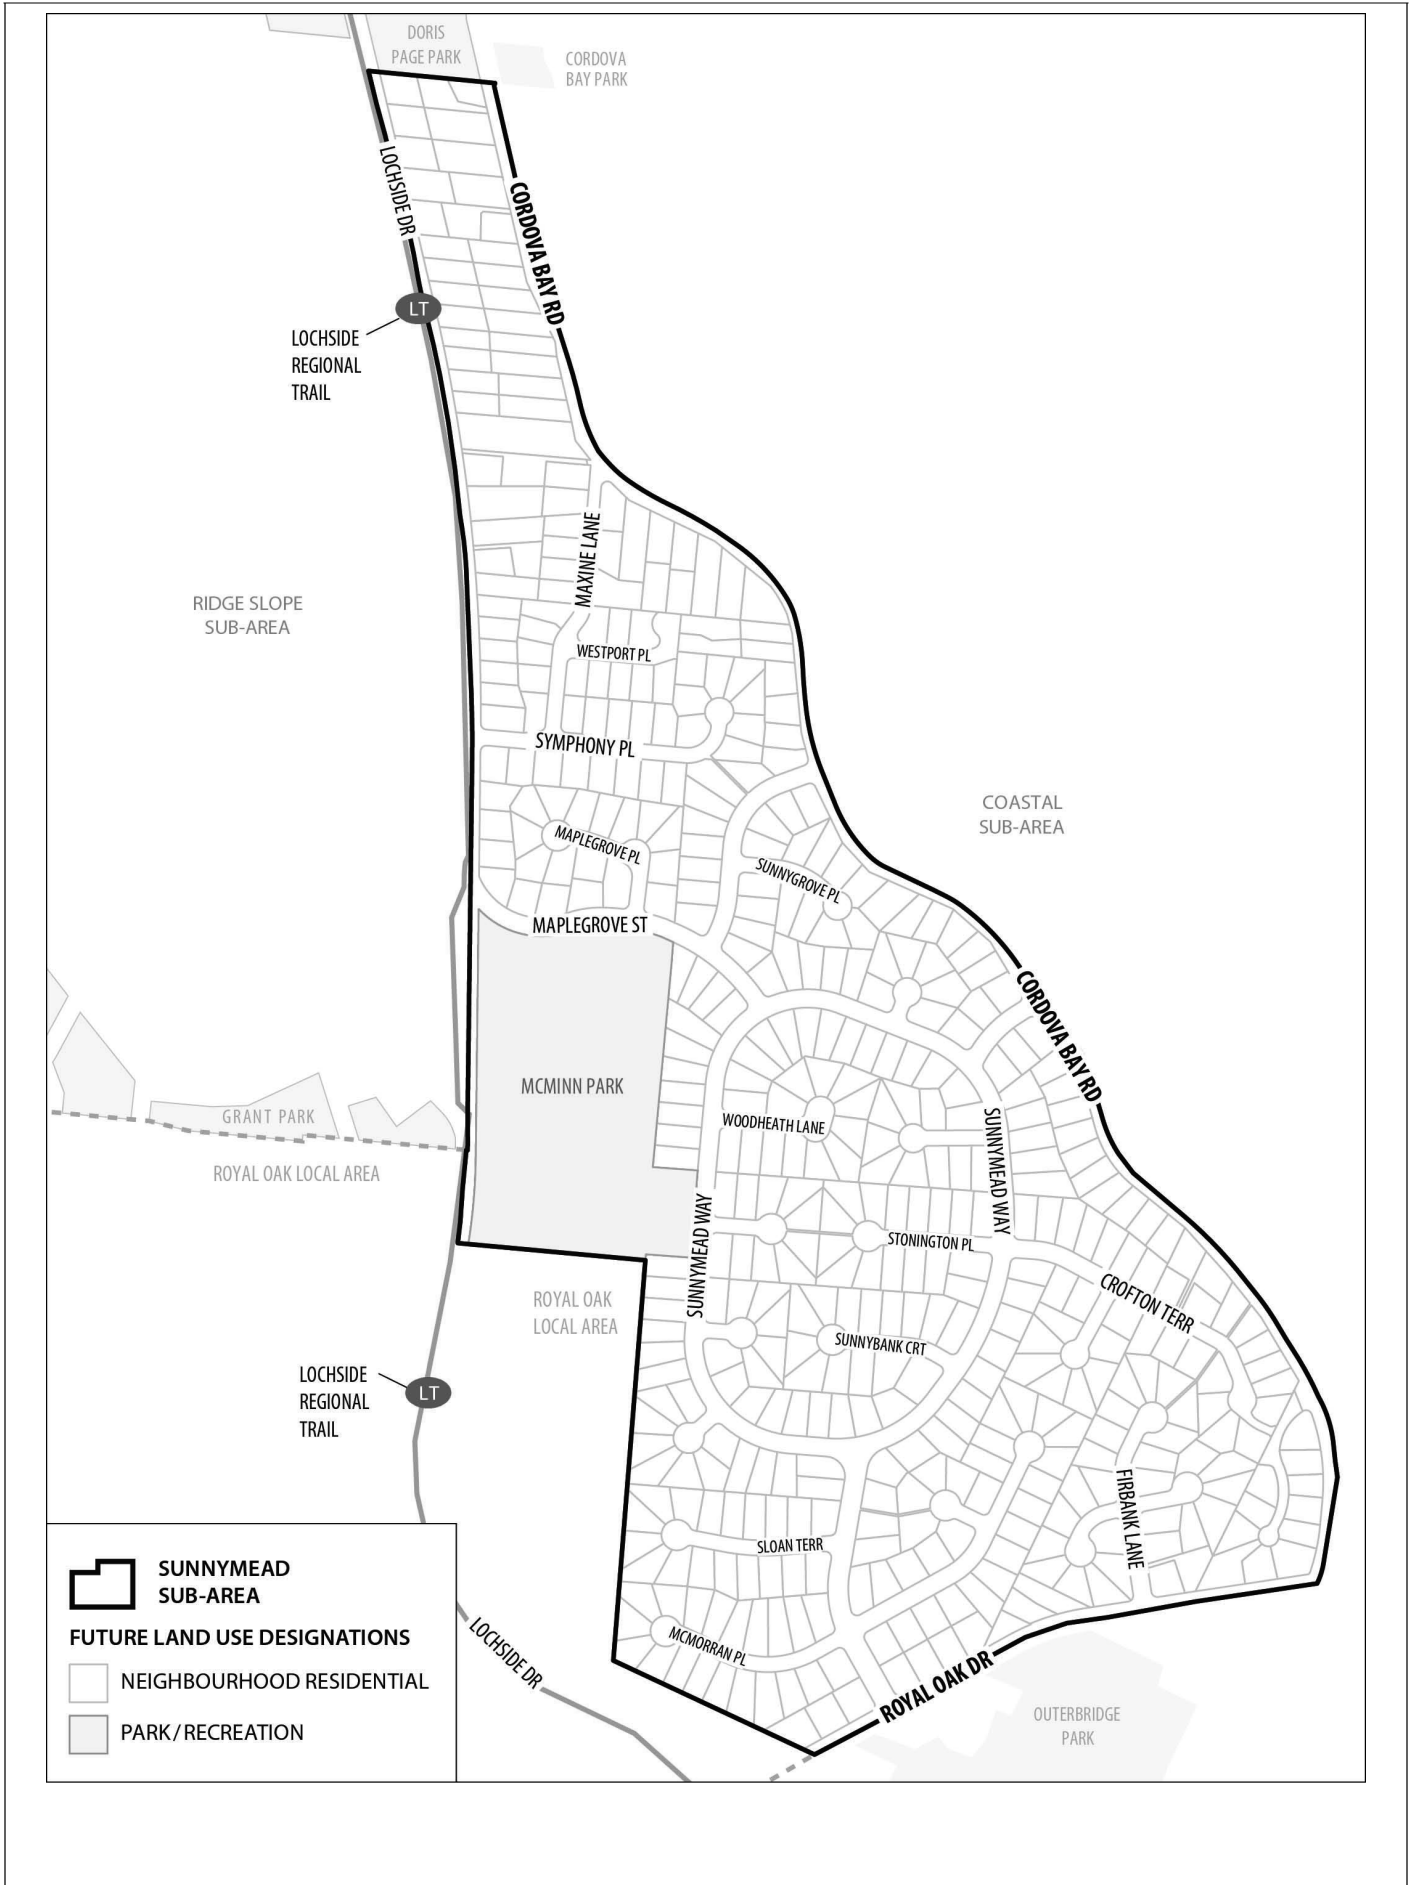 DORIS
PAGE PARK
CORDOVA
BAY PARK
LOCHSIDE DR
CORDOVA BAY RD
LT
LOCHSIDE
REGIONAL
TRAIL
MAXINE LANE
RIDGE SLOPE
SUB-AREA
WESTPORT PL
SYMPHONY PL
COASTAL
SUB-AREA
MAPLEGROVE PL
SUNNYGROVE PL
MAPLEGROVE ST
CORDOVA BAY RD
MCMINN PARK
GRANT PARK
WOODHEATH LANE
SUNNYMEAD WAY
ROYAL OAK LOCAL AREA
SUNNYMEAD WAY
STONINGTON PL
CROFTON TERR
ROYAL OAK
LOCAL AREA
SUNNYBANK CRT
LOCHSIDE
REGIONAL
TRAIL
LT
FIRBANK LANE
SLOAN TERR
MCMORRAN PL
LOCHSIDE DR
ROYAL OAK DR
OUTERBRIDGE
PARK
SUNNYMEAD
SUB-AREA
FUTURE LAND USE DESIGNATIONS
NEIGHBOURHOOD RESIDENTIAL
PARK/RECREATION